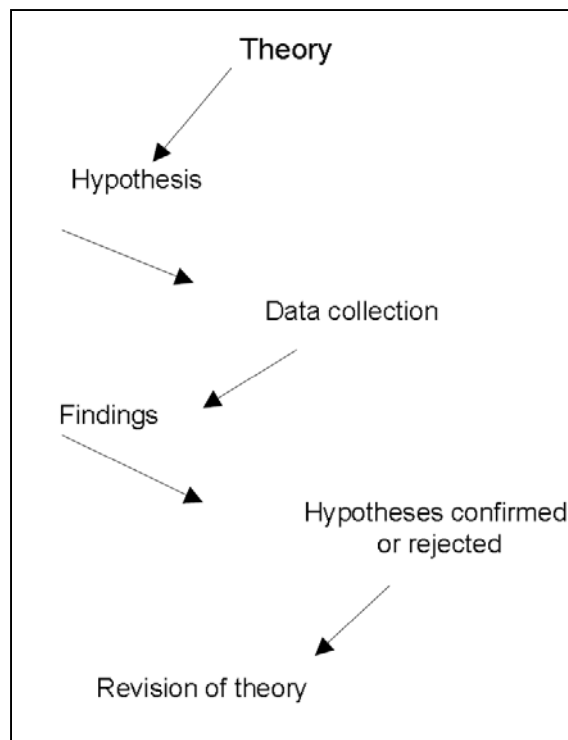 Theory
Hypothesis
Data collection
Findings
Hypotheses confirmed
or rejected
Revision of theory